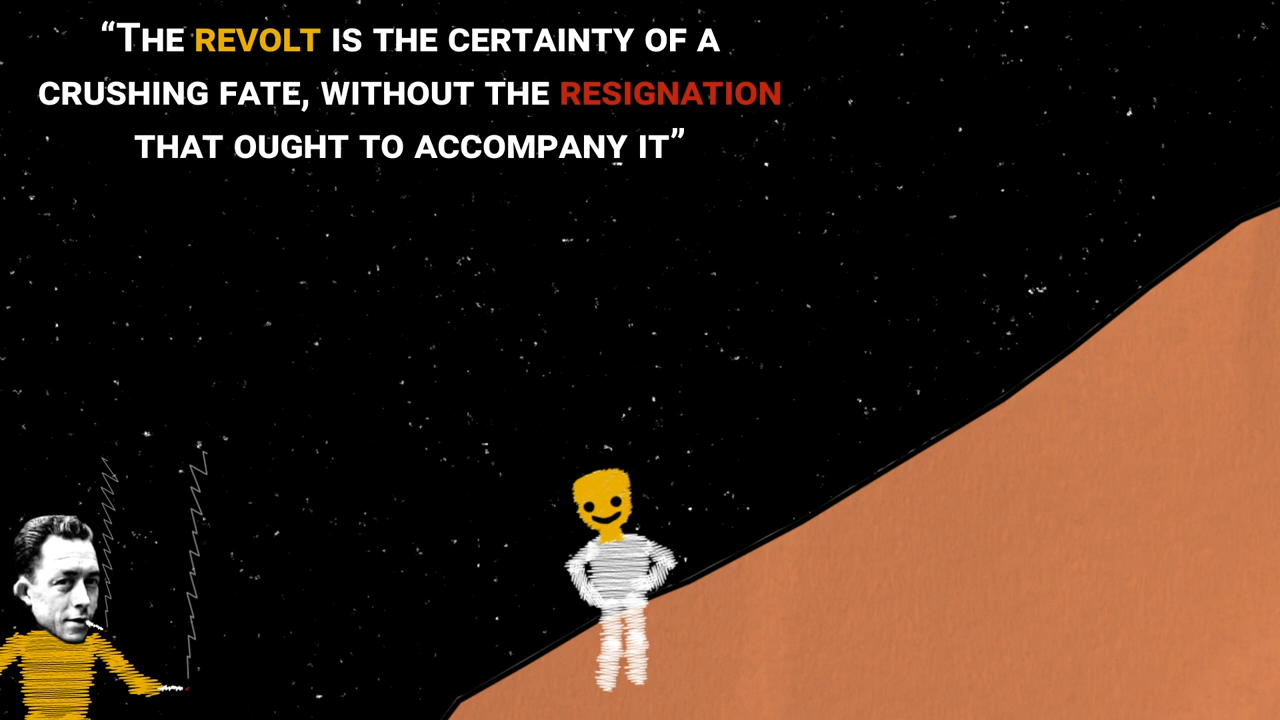 “The revolt is the certainty of a
crushing fate, without the resignation
that ought to accompany it”